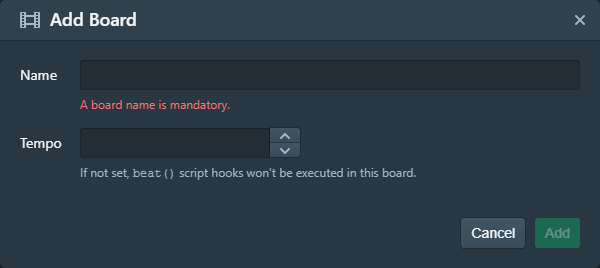 Add Board
Name
A board name is mandatory.
Tempo
If not set, beat() script hooks won't be executed in this board.
Cancel
Add